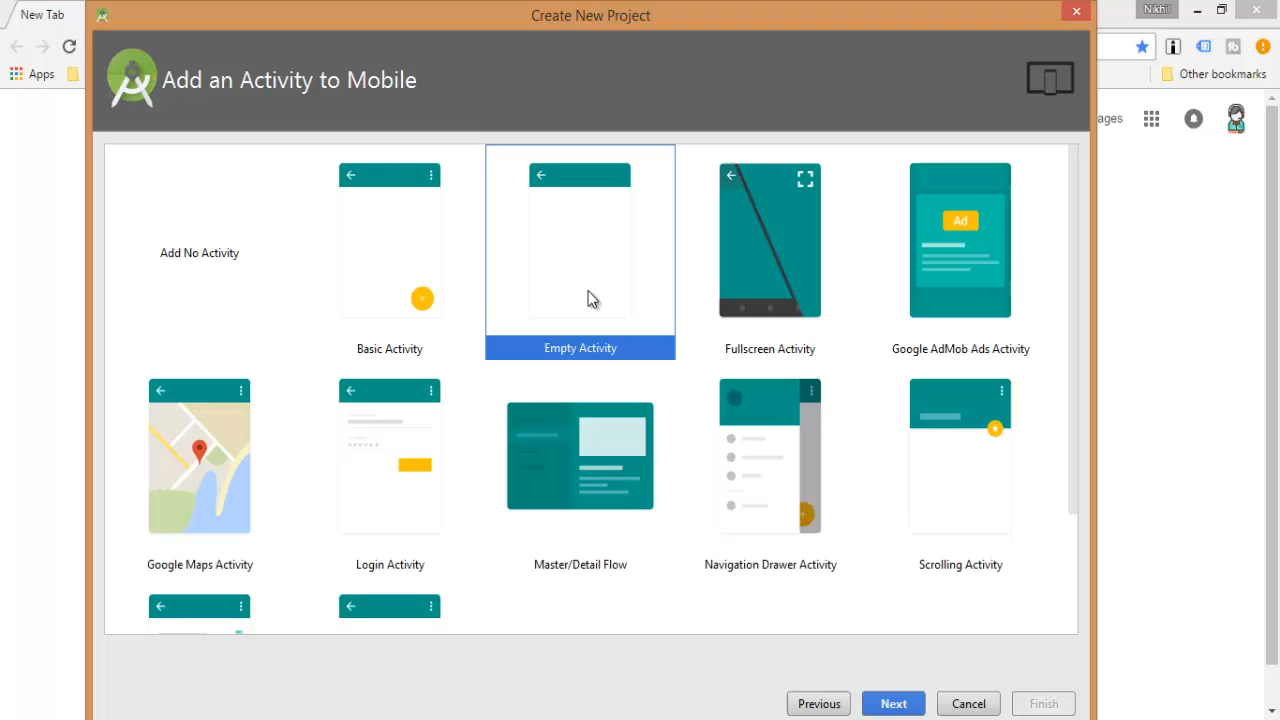 New Tab
Create New Project
Nikhil
Apps
Other bookmarks
Add an Activity to Mobile
ages
Add No Activity
Ad
Basic Activity
Empty Activity
Fullscreen Activity
Google AdMob Ads Activity
Google Maps Activity
Login Activity
Master/Detail Flow
Navigation Drawer Activity
Scrolling Activity
Previous
Next
Cancel
Finish